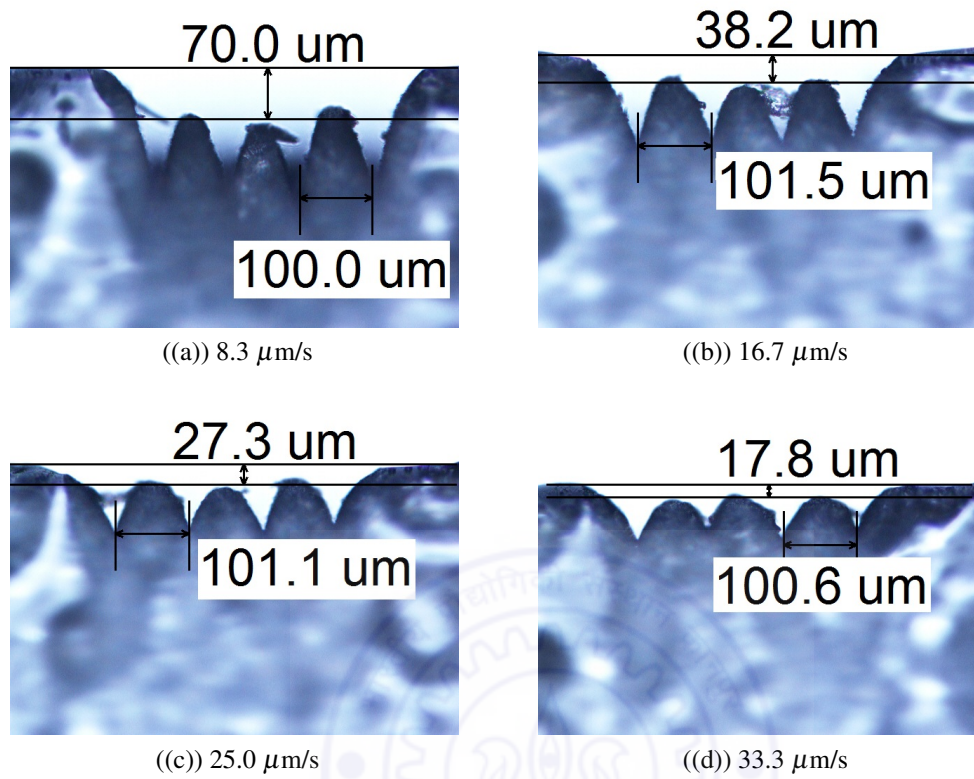 70.0 um
100.0 um
((a)) 8.3 μm/s
38.2 um
101.5 um
((b)) 16.7 μm/s
27.3 um
101.1 um
((c)) 25.0 μm/s
17.8 um
100.6 um
((d)) 33.3 μm/s